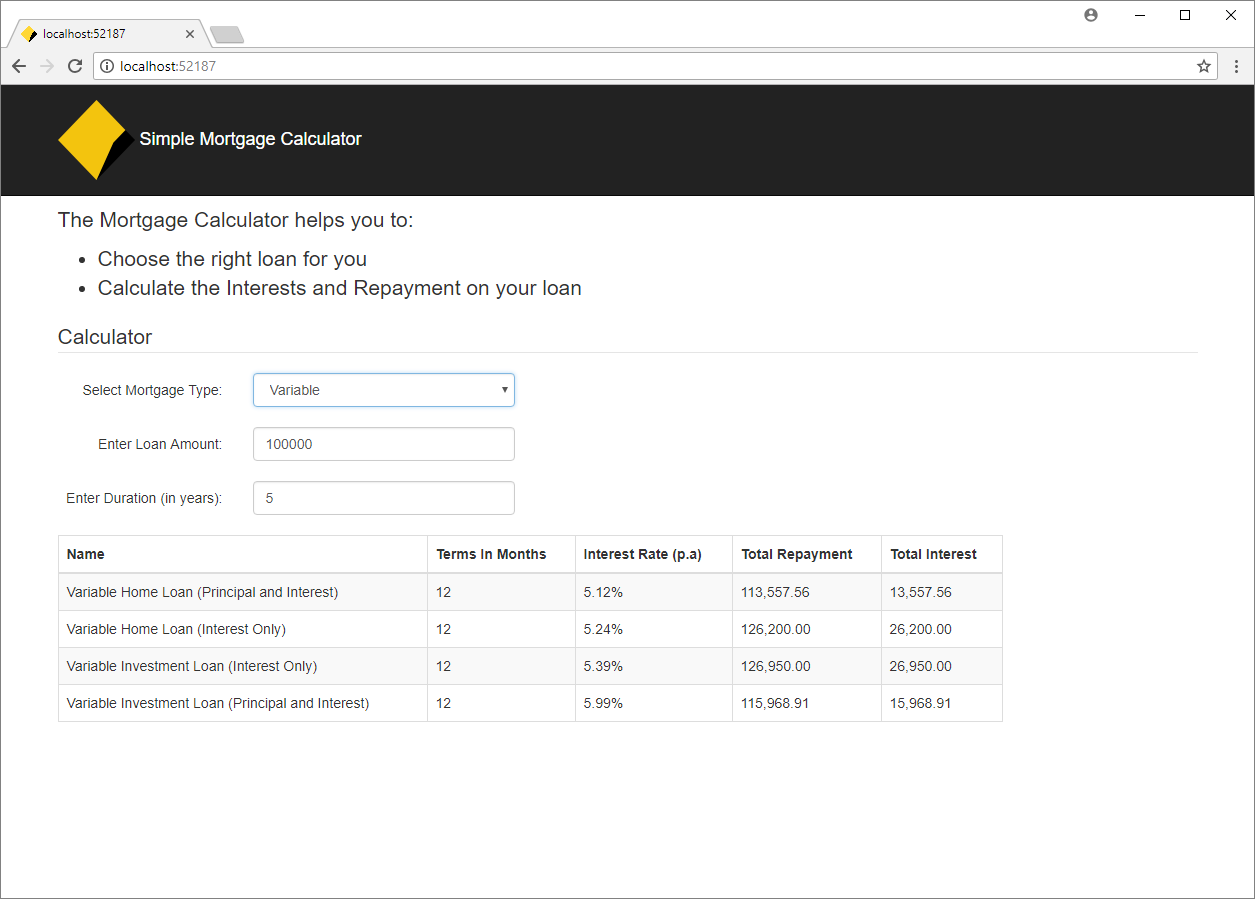 localhost:52187
localhost:52187
Simple Mortgage Calculator
The Mortgage Calculator helps you to:
• Choose the right loan for you
• Calculate the Interests and Repayment on your loan
Calculator
Select Mortgage Type: Variable
Enter Loan Amount: 100000
Enter Duration (in years): 5
Name Terms In Months Interest Rate (p.a) Total Repayment Total Interest
Variable Home Loan (Principal and Interest) 12 5.12% 113,557.56 13,557.56
Variable Home Loan (Interest Only) 12 5.24% 126,200.00 26,200.00
Variable Investment Loan (Interest Only) 12 5.39% 126,950.00 26,950.00
Variable Investment Loan (Principal and Interest) 12 5.99% 115,968.91 15,968.91